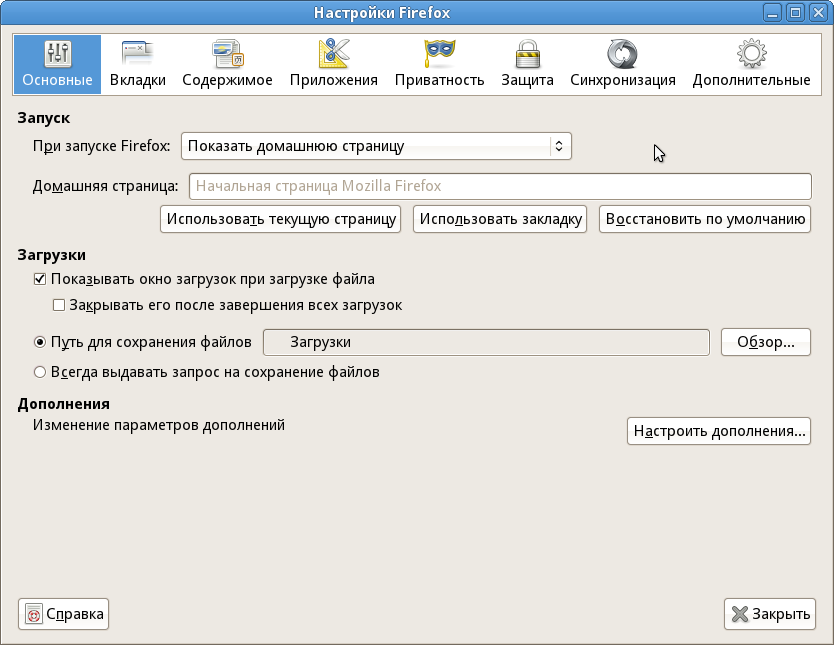 Настройки Firefox
Основные Вкладки Содержимое Приложения Приватность Защита Синхронизация Дополнительные
Запуск
При запуске Firefox: Показать домашнюю страницу
Домашняя страница: Начальная страница Mozilla Firefox
Использовать текущую страницу Использовать закладку Восстановить по умолчанию
Загрузки
Показывать окно загрузок при загрузке файла
Закрывать его после завершения всех загрузок
Путь для сохранения файлов Загрузки Обзор...
Всегда выдавать запрос на сохранение файлов
Дополнения
Изменение параметров дополнений
Настроить дополнения...
Справка Закрыть